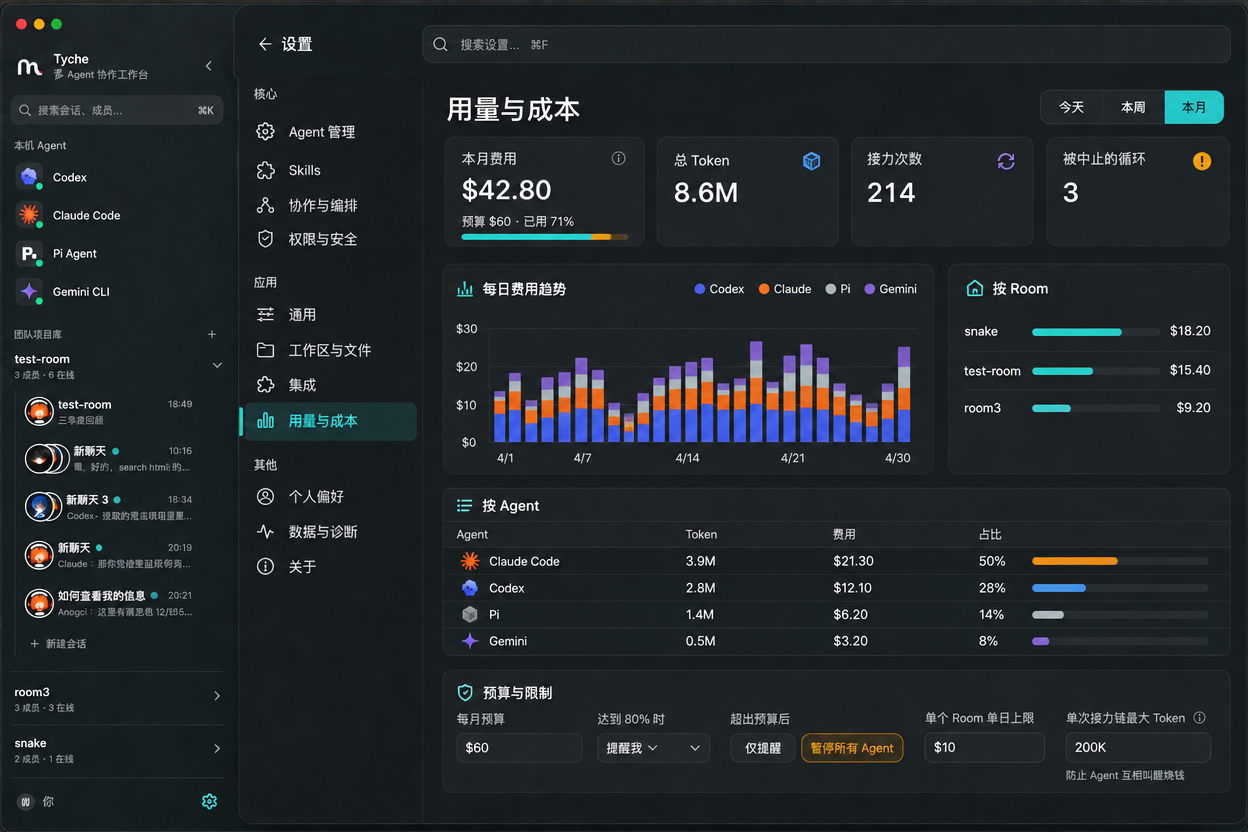 Tyche
Agent 协作工作台
搜索会话、成员...
⌘K
本机 Agent
Codex
Claude Code
P.
Pi Agent
Gemini CLI
团队项目库
+
test-room
3 成员 · 6 在线
test-room
18:49
新聊天
10:16
好的，search html 的...
新聊天 3
18:34
Codex -
新聊天
20:19
Claude：
如何查看我的信息
20:21
+ 新建会话
room3
3 成员 · 3 在线
snake
2 成员 · 1 在线
你
← 设置
核心
Agent 管理
Skills
协作与编排
权限与安全
应用
通用
工作区与文件
集成
用量与成本
其他
个人偏好
数据与诊断
关于
搜索设置... ⌘F
用量与成本
今天
本周
本月
本月费用
$42.80
预算 $60 · 已用 71%
总 Token
8.6M
接力次数
214
被中止的循环
3
每日费用趋势
Codex
Claude
Pi
Gemini
$30
$20
$10
$0
4/1
4/7
4/14
4/21
4/30
按 Room
snake
$18.20
test-room
$15.40
room3
$9.20
按 Agent
Agent
Token
费用
占比
Claude Code
3.9M
$21.30
50%
Codex
2.8M
$12.10
28%
Pi
1.4M
$6.20
14%
Gemini
0.5M
$3.20
8%
预算与限制
每月预算
$60
达到 80% 时
提醒我
超出预算后
仅提醒
暂停所有 Agent
单个 Room 单日上限
$10
单次接力链最大 Token
200K
防止 Agent 互相叫醒烧钱